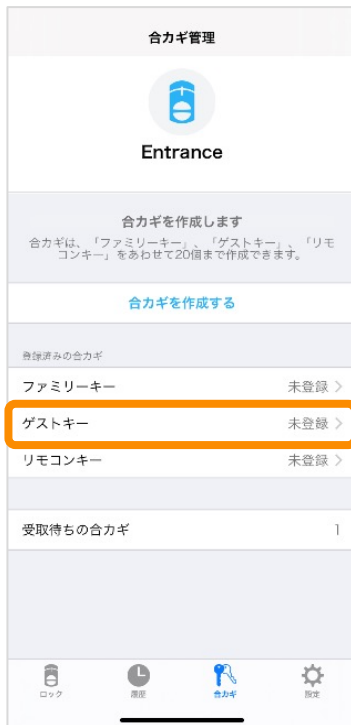 合カギ管理
Entrance
合カギを作成します
合カギは、「ファミリーキー」、「ゲストキー」、「リモ
コンキー」をあわせて20個まで作成できます。
合カギを作成する
登録済みの合カギ
ファミリーキー 未登録
ゲストキー 未登録
リモコンキー 未登録
受取待ちの合カギ 1
ロック 履歴 合カギ 設定